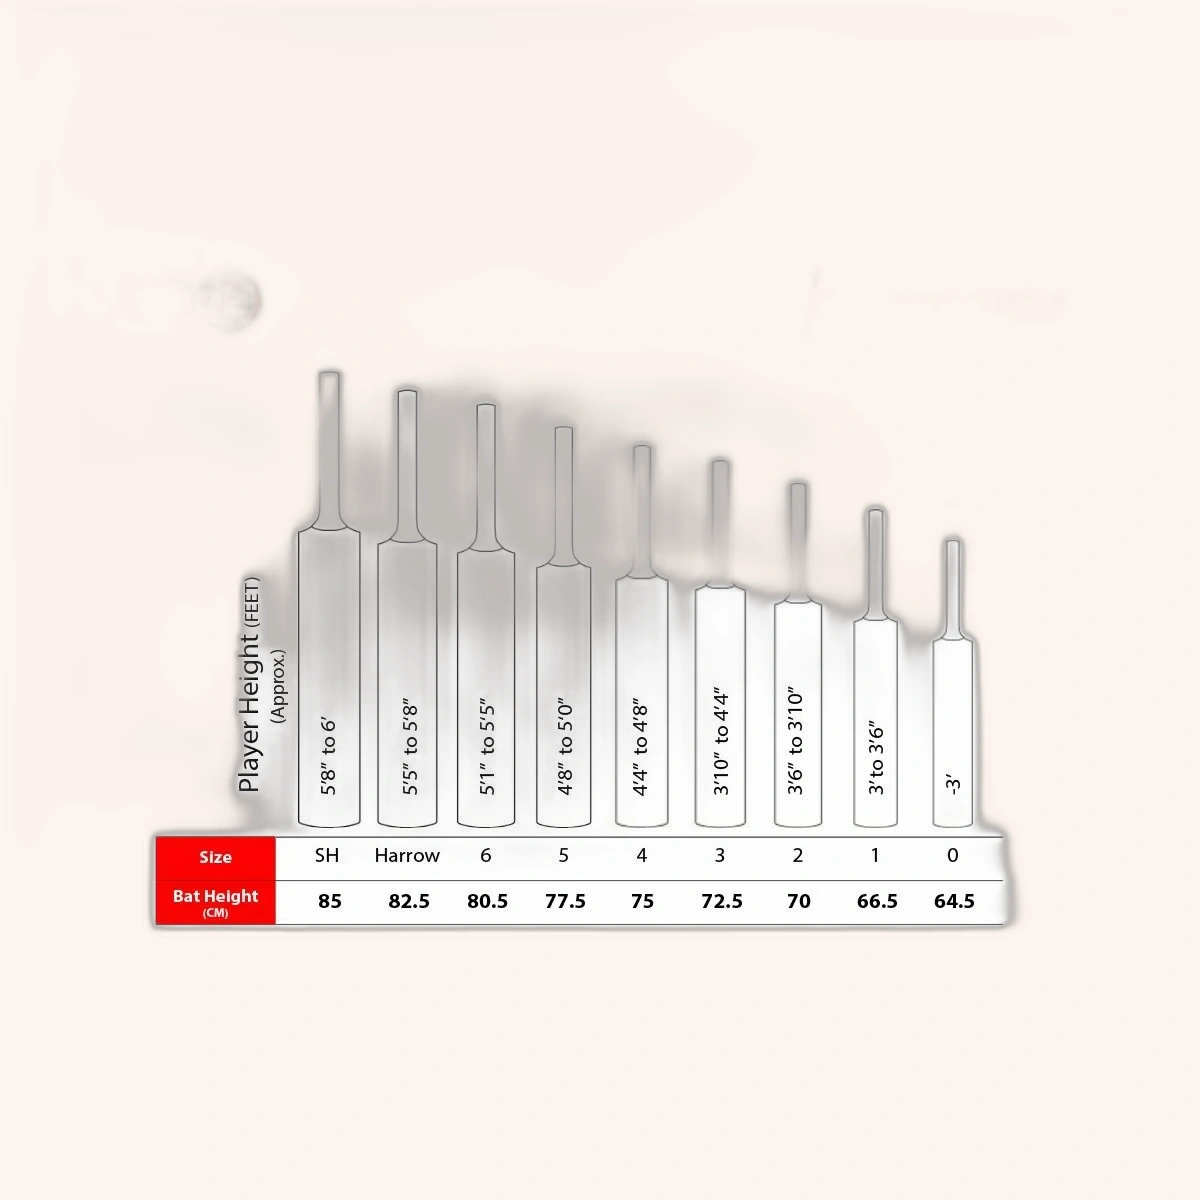 Player Height (FEET)
(Approx.)
5'8" to 6'
5'5" to 5'8"
5'1" to 5'5"
4'8" to 5'0"
4'4" to 4'8"
3'10" to 4'4"
3'6" to 3'10"
3' to 3'6"
-3'
Size SH Harrow 6 5 4 3 2 1 0
Bat Height 85 82.5 80.5 77.5 75 72.5 70 66.5 64.5
(CM)